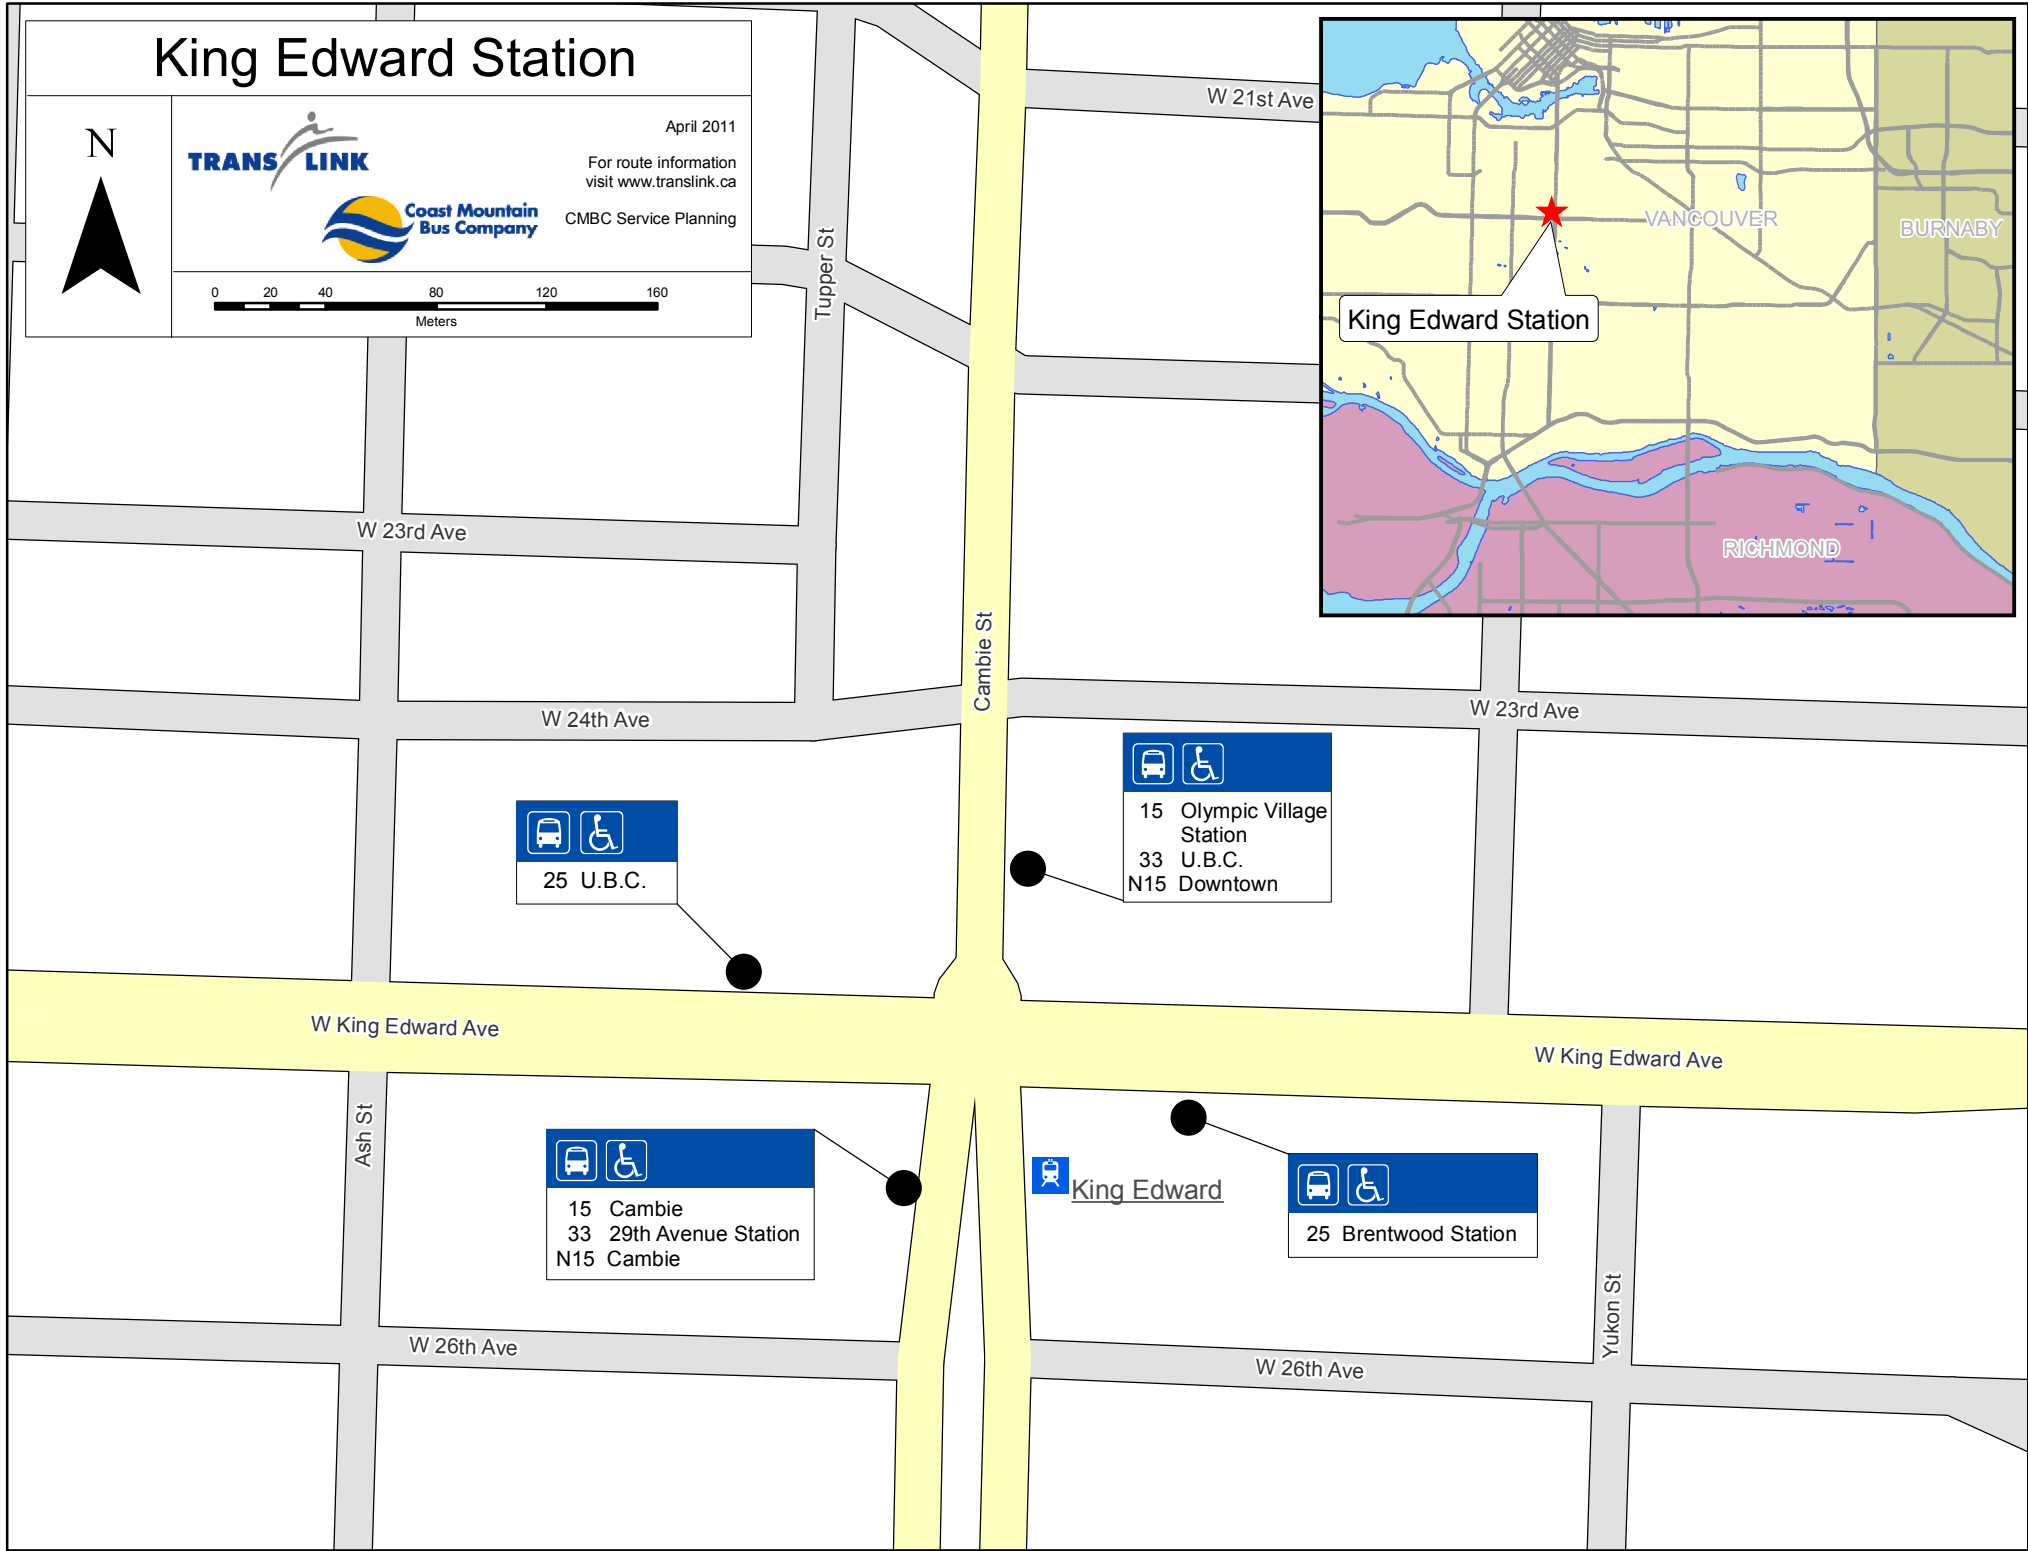 King Edward Station
N
TRANS LINK
April 2011
For route information
visit www.translink.ca
Coast Mountain
Bus Company
CMBC Service Planning
0 20 40 80 120 160
Meters
W 21st Ave
Tupper St
VANCOUVER
BURNABY
King Edward Station
RICHMOND
W 23rd Ave
Cambie St
W 24th Ave
W 23rd Ave
15 Olympic Village
Station
33 U.B.C.
N15 Downtown
25 U.B.C.
W King Edward Ave
W King Edward Ave
Ash St
15 Cambie
33 29th Avenue Station
N15 Cambie
King Edward
25 Brentwood Station
Yukon St
W 26th Ave
W 26th Ave